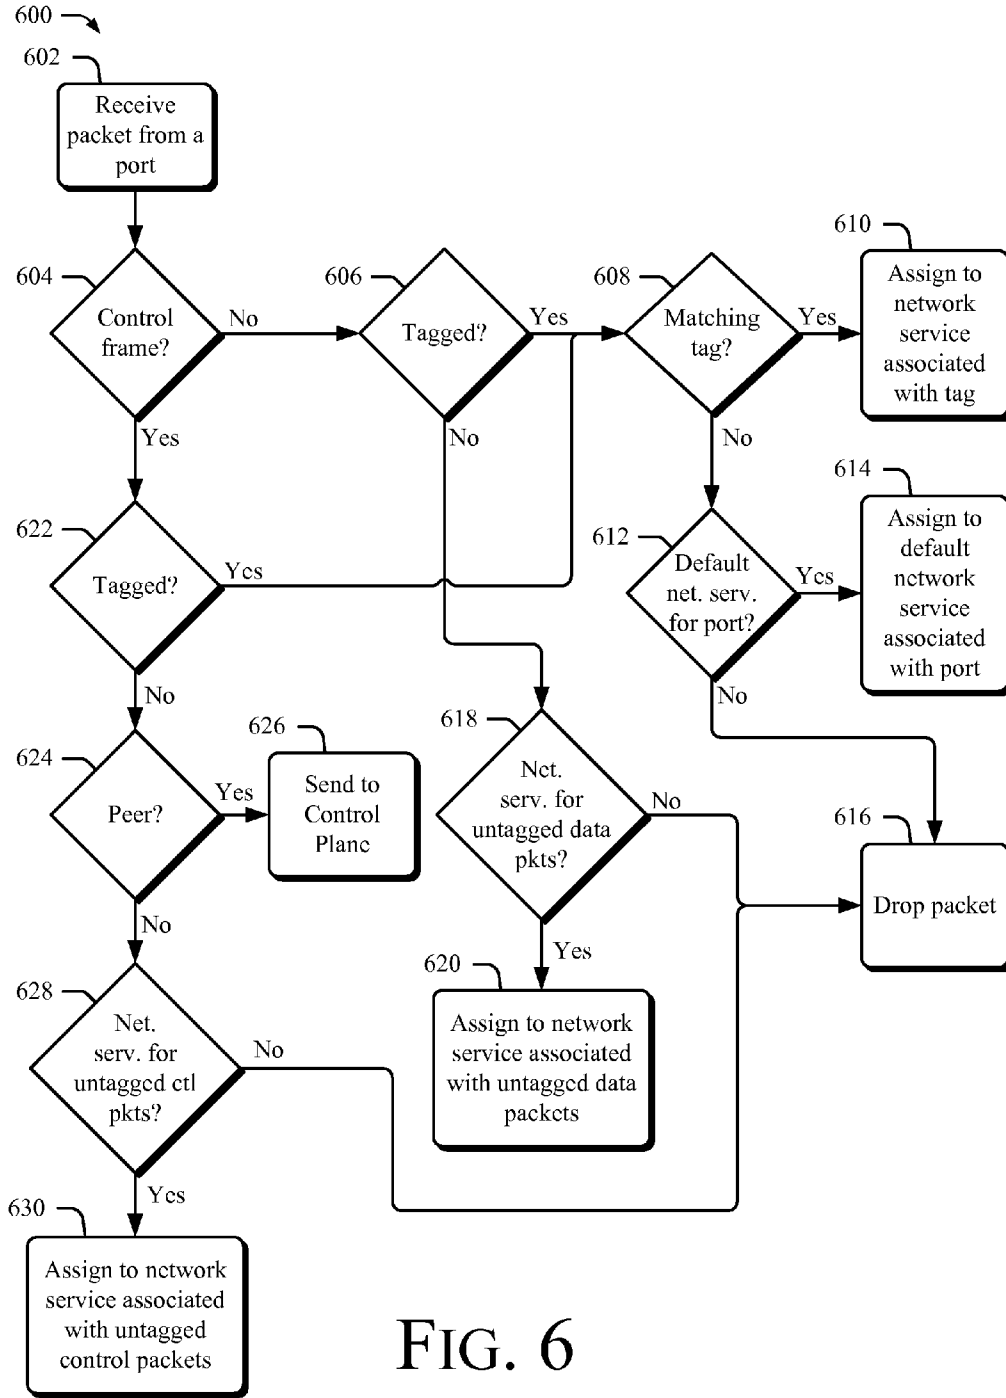 600
602
Receive
packet from a
port
604
Control
frame?
No
Yes
606
Tagged?
Yes
No
608
Matching
tag?
Yes
No
610
Assign to
network
service
associated
with tag
612
Default
net. serv.
for port?
Yes
No
614
Assign to
default
network
service
associated
with port
622
Tagged?
Yes
No
624
Peer?
Yes
No
626
Send to
Control
Plane
618
Net.
serv. for
untagged data
pkts?
No
Yes
616
Drop packet
620
Assign to network
service associated
with untagged data
packets
628
Net.
serv. for
untagged ctl
pkts?
No
Yes
630
Assign to network
service associated
with untagged
control packets
FIG. 6